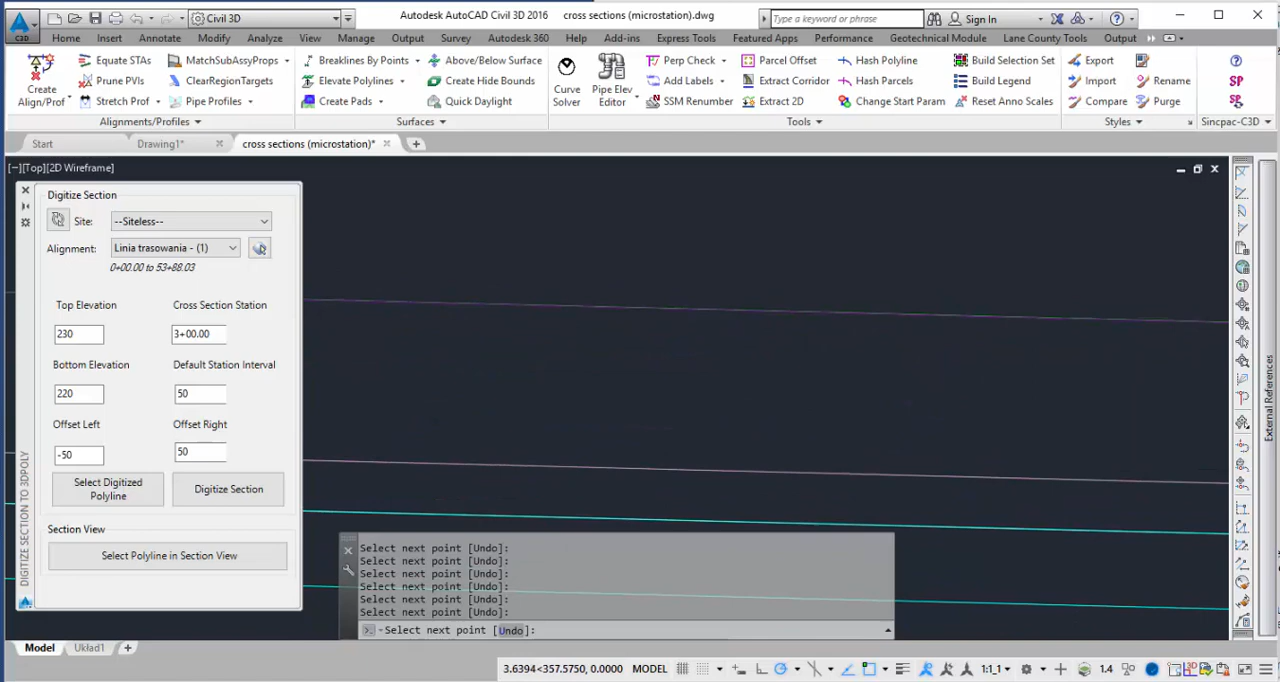 C3D
Civil 3D
Autodesk AutoCAD Civil 3D 2016 cross sections (microstation).dwg
Type a keyword or phrase
Sign In
Home Insert Annotate Modify Analyze View Manage Output Survey Autodesk 360 Help Add-ins Express Tools Featured Apps Performance Geotechnical Module Lane County Tools Output
Create Align/Prof
Equate STAs
Prune PVIs
Stretch Prof
MatchSubAssyProps
ClearRegionTargets
Pipe Profiles
Alignments/Profiles
Breaklines By Points
Elevate Polylines
Create Pads
Above/Below Surface
Create Hide Bounds
Quick Daylight
Surfaces
Curve Solver
Pipe Elev Editor
Perp Check
Add Labels
SSM Renumber
Parcel Offset
Extract Corridor
Extract 2D
Hash Polyline
Hash Parcels
Change Start Param
Build Selection Set
Build Legend
Reset Anno Scales
Tools
Export
Import
Compare
Rename
Purge
Styles
SP
Sincpac-C3D
Start
Drawing1*
cross sections (microstation)*
[−][Top][2D Wireframe]
Digitize Section
Site: --Siteless--
Alignment: Linia trasowania - (1)
0+00.00 to 53+88.03
Top Elevation Cross Section Station
230 3+00.00
Bottom Elevation Default Station Interval
220 50
Offset Left Offset Right
-50 50
Select Digitized Polyline
Digitize Section
Section View
Select Polyline in Section View
DIGITIZE SECTION TO 3DPOLY
External References
Select next point [Undo]:
Select next point [Undo]:
Select next point [Undo]:
Select next point [Undo]:
Select next point [Undo]:
Select next point [Undo]:
Select next point [Undo]:
Model Układ1
3.6394<357.5750, 0.0000 MODEL 1:1 1.4